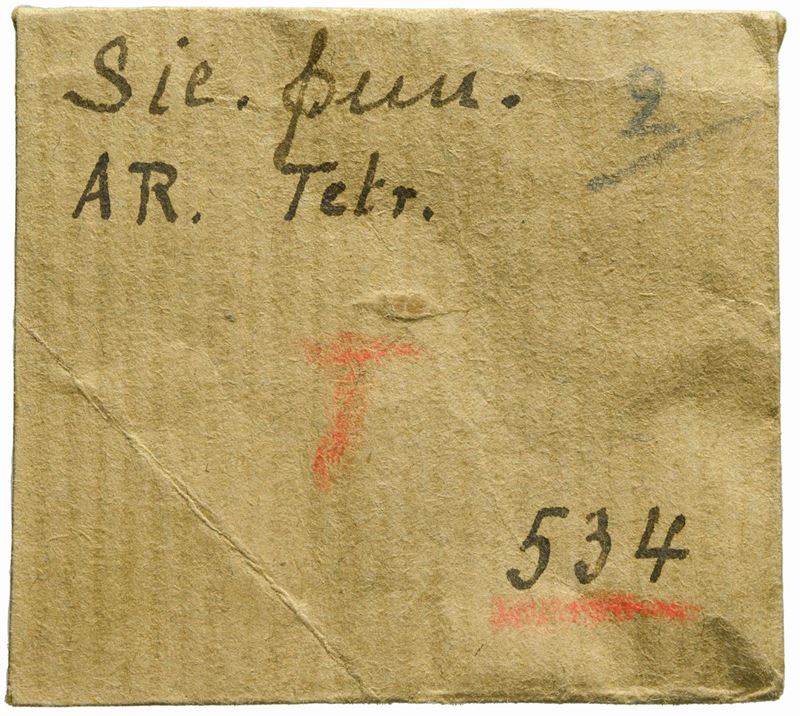 Sic. pun.
2
AR. Tetr.
T
534